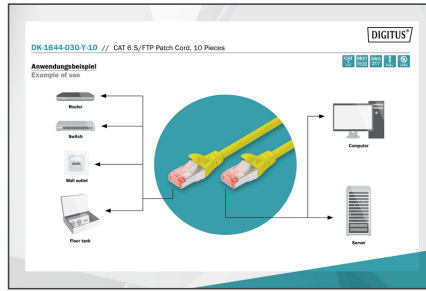 DIGITUS®
DK-1644-030-Y-10 // CAT 6 S/FTP Patch Cord, 10 Pieces
Anwendungsbeispiel
Example of use
Router
Switch
Wall outlet
Floor tank
Computer
Server